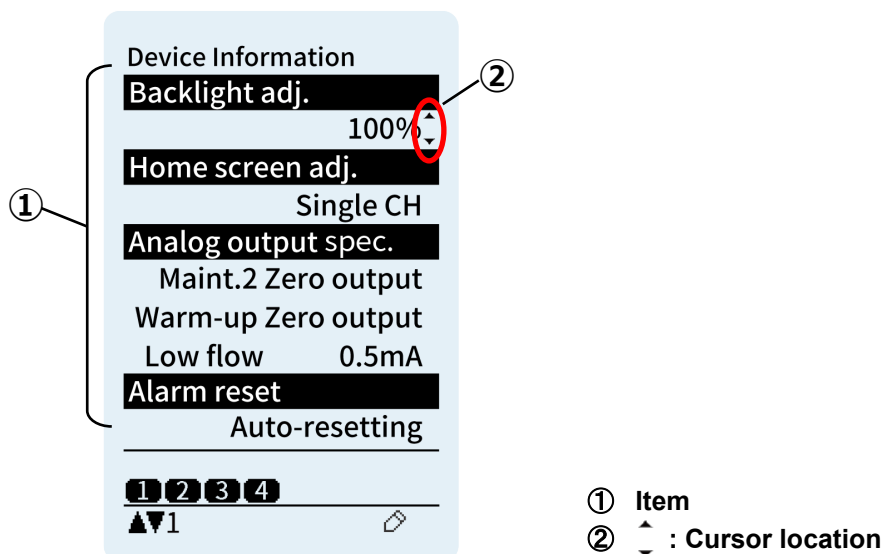 Device Information
Backlight adj.
②
100%
Home screen adj.
①
Single CH
Analog output spec.
Maint.2 Zero output
Warm-up Zero output
Low flow 0.5mA
Alarm reset
Auto-resetting
1 2 3 4
▲▼1
① Item
② : Cursor location